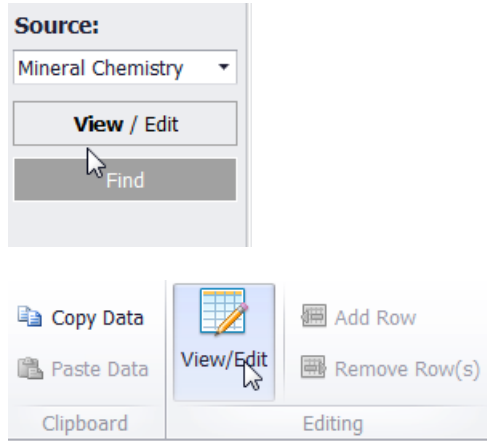 Source:
Mineral Chemistry
View / Edit
Find
Copy Data
Paste Data
View/Edit
Add Row
Remove Row(s)
Clipboard
Editing